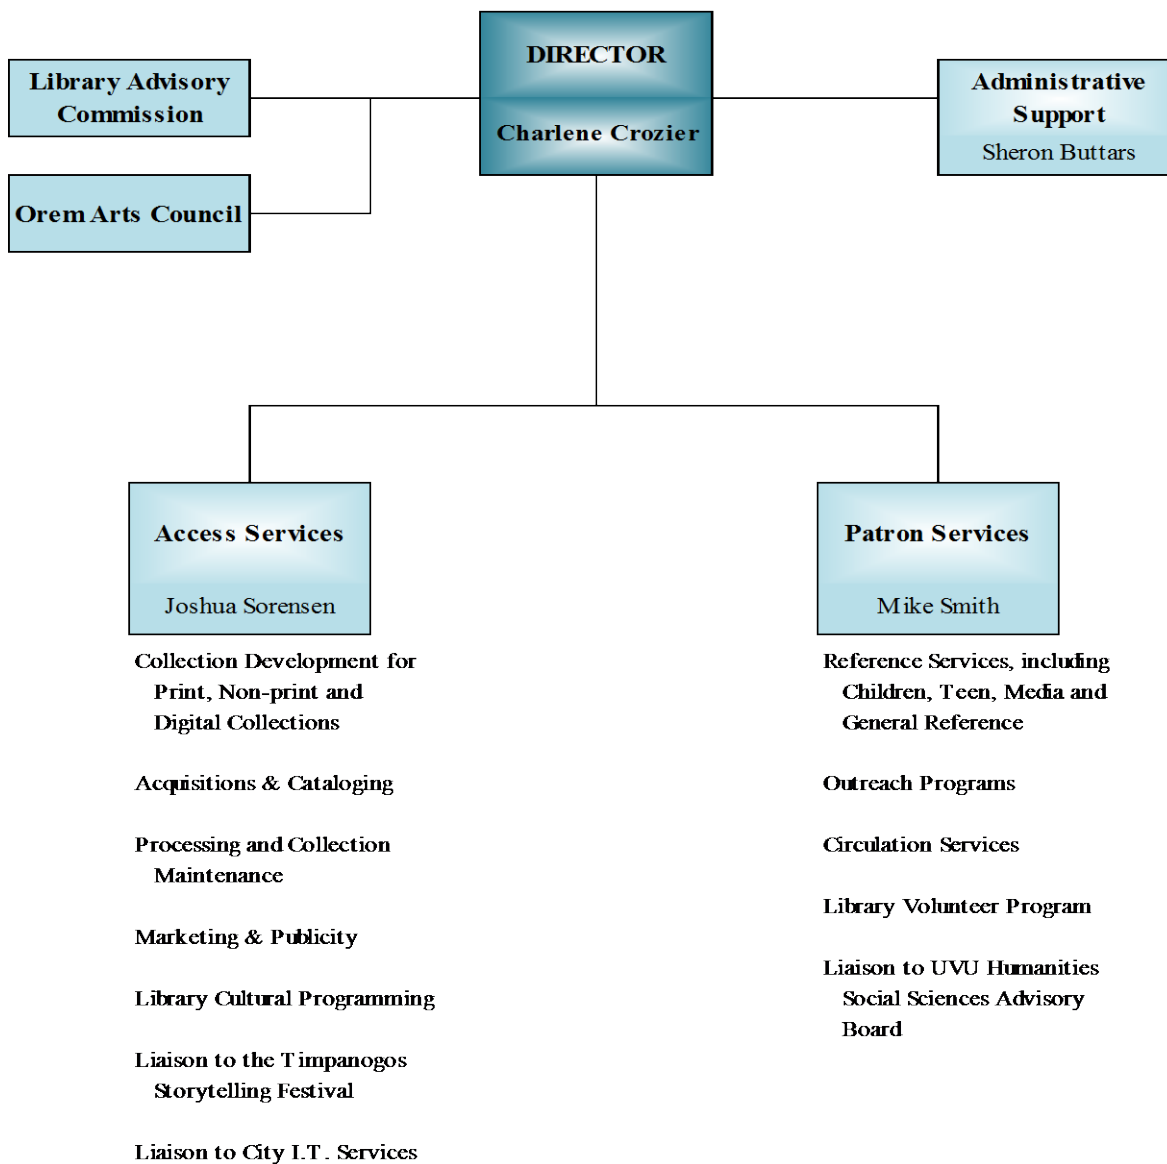 DIRECTOR
Charlene Crozier
Library Advisory
Commission
Orem Arts Council
Administrative
Support
Sheron Buttars
Access Services
Joshua Sorensen
Collection Development for
Print, Non-print and
Digital Collections
Acquisitions & Cataloging
Processing and Collection
Maintenance
Marketing & Publicity
Library Cultural Programming
Liaison to the Timpanogos
Storytelling Festival
Liaison to City I.T. Services
Patron Services
Mike Smith
Reference Services, including
Children, Teen, Media and
General Reference
Outreach Programs
Circulation Services
Library Volunteer Program
Liaison to UVU Humanities
Social Sciences Advisory
Board